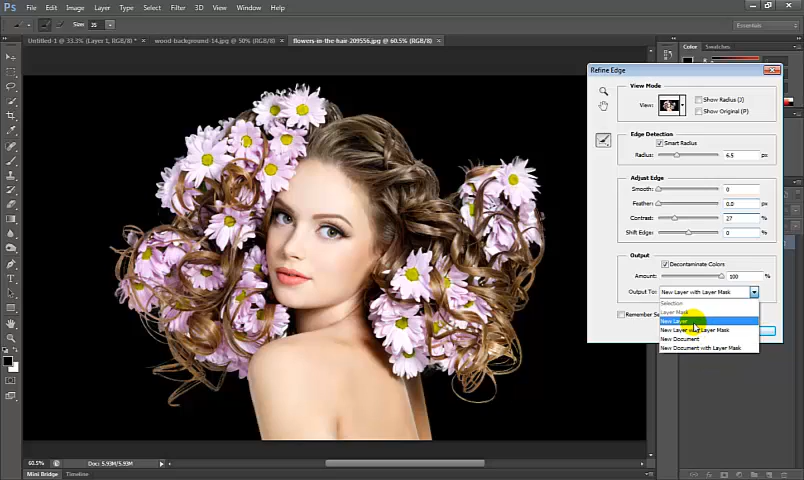 Ps File Edit Image Layer Type Select Filter 3D View Window Help
Size: 35 Essentials
Untitled-1 @ 33.3% (Layer 1, RGB/8) * × wood-background-14.jpg @ 50% (RGB/8) × flowers-in-the-hair-209556.jpg @ 60.5% (RGB/8) ×
Color Swatches
Refine Edge
View Mode
View: Show Radius (J)
Show Original (P)
Edge Detection
Smart Radius
Radius: 6.5 px
Adjust Edge
Smooth: 0
Feather: 0.0 px
Contrast: 27 %
Shift Edge: 0 %
Output
Decontaminate Colors
Amount: 100 %
Output To: New Layer with Layer Mask
Selection
Layer Mask
Remember Se
New Layer
New Layer with Layer Mask
New Document
New Document with Layer Mask
60.5% Doc: 5.93M/5.93M
Mini Bridge Timeline